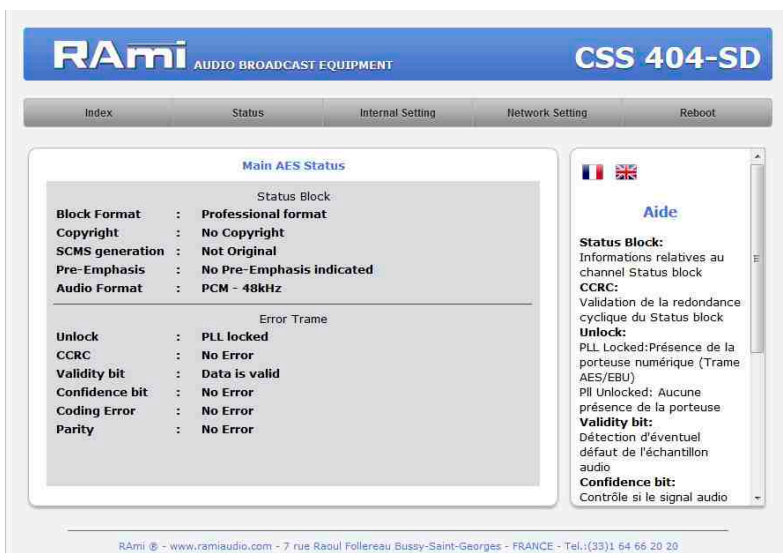 RAmi AUDIO BROADCAST EQUIPMENT CSS 404-SD
Index Status Internal Setting Network Setting Reboot
Main AES Status
Status Block
Block Format : Professional format
Copyright : No Copyright
SCMS generation : Not Original
Pre-Emphasis : No Pre-Emphasis indicated
Audio Format : PCM - 48kHz
Error Trame
Unlock : PLL locked
CCRC : No Error
Validity bit : Data is valid
Confidence bit : No Error
Coding Error : No Error
Parity : No Error
Aide
Status Block:
Informations relatives au
channel Status block
CCRC:
Validation de la redondance
cyclique du Status block
Unlock:
PLL Locked:Présence de la
porteuse numérique (Trame
AES/EBU)
Pll Unlocked: Aucune
présence de la porteuse
Validity bit:
Détection d'éventuel
défaut de l'échantillon
audio
Confidence bit:
Contrôle si le signal audio
RAmi ® - www.ramiaudio.com - 7 rue Raoul Follereau Bussy-Saint-Georges - FRANCE - Tel.:(33)1 64 66 20 20